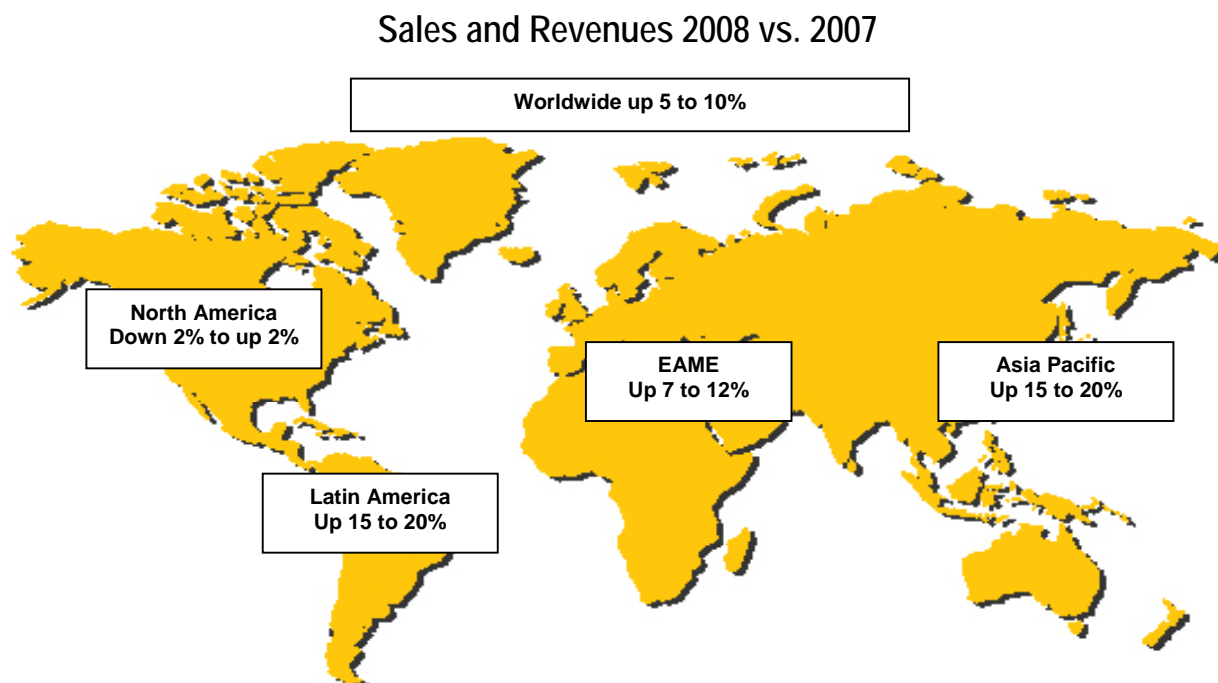 Sales and Revenues 2008 vs. 2007
Worldwide up 5 to 10%
North America
Down 2% to up 2%
EAME
Up 7 to 12%
Asia Pacific
Up 15 to 20%
Latin America
Up 15 to 20%